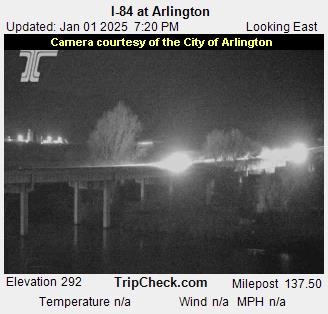 I-84 at Arlington
Updated: Jan 01 2025 7:20 PM Looking East
Camera courtesy of the City of Arlington
Elevation 292 TripCheck.com Milepost 137.50
Temperature n/a Wind n/a MPH n/a